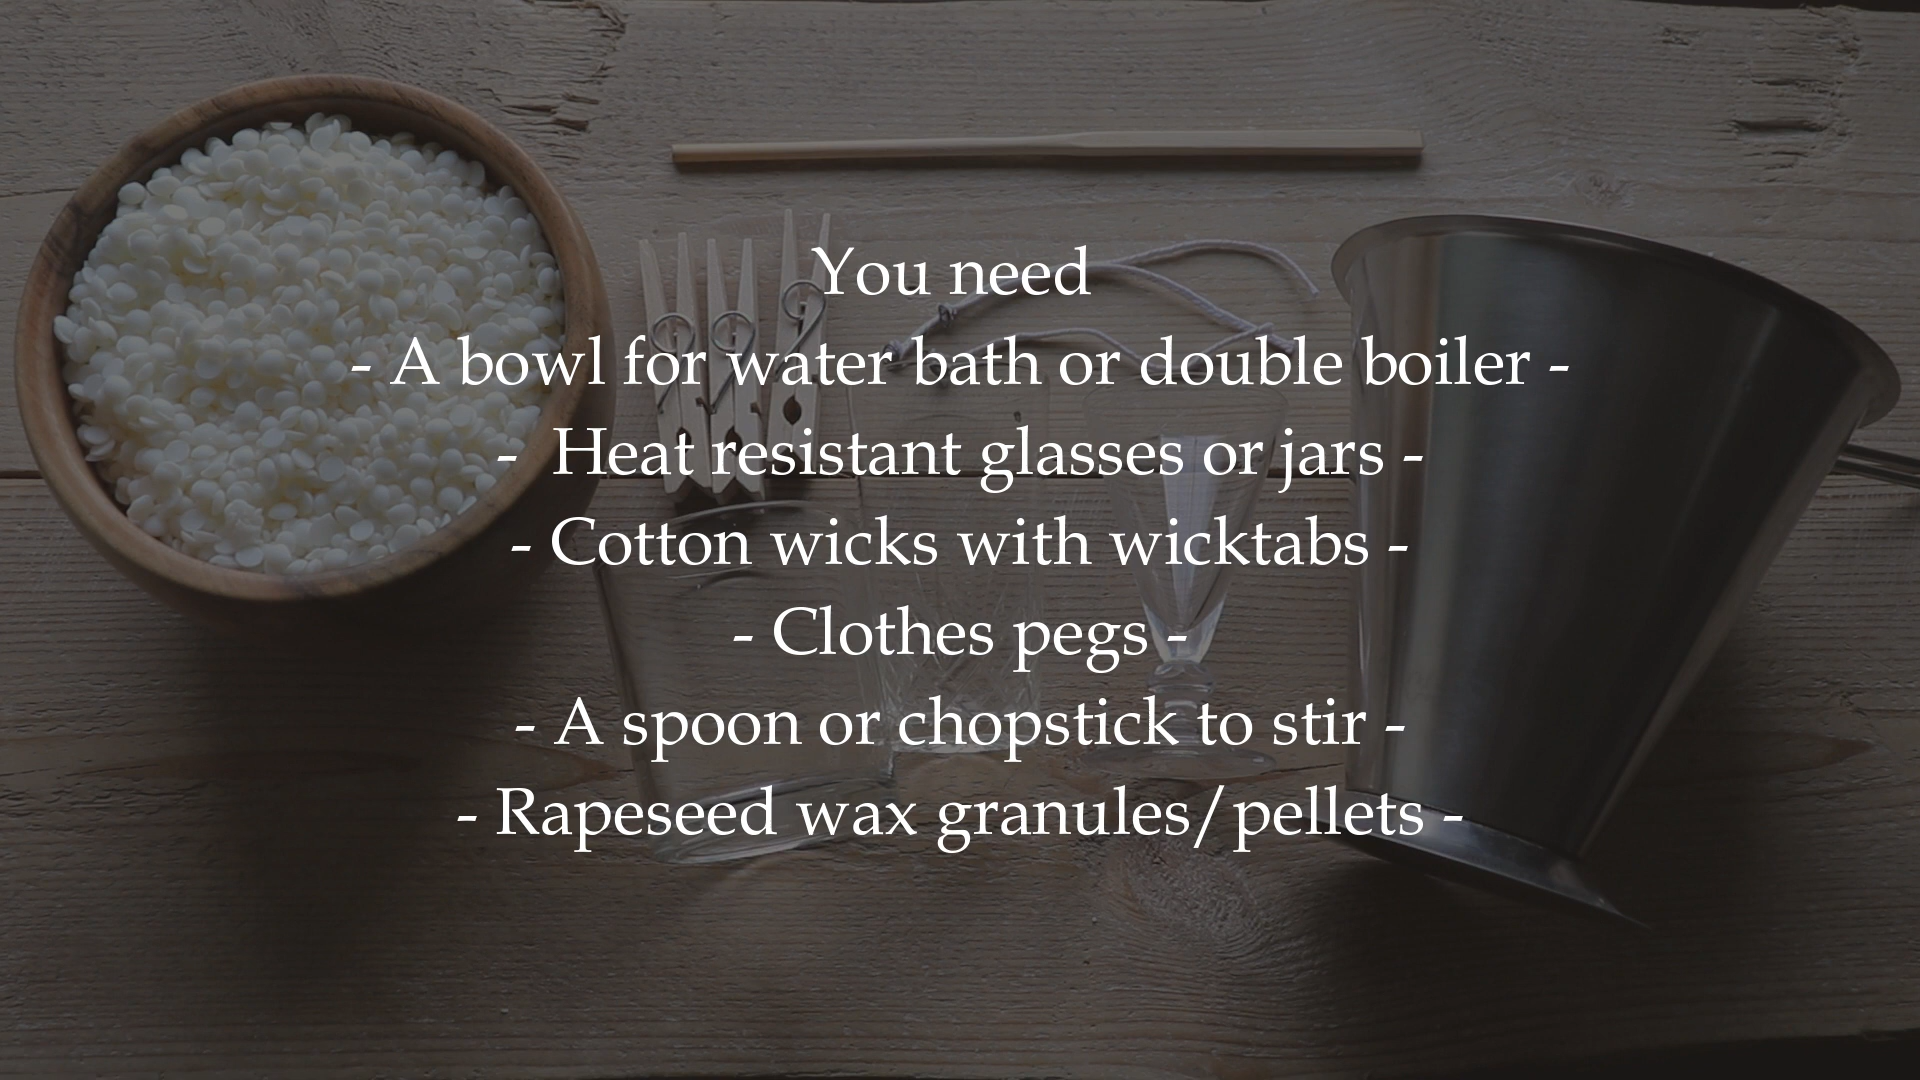 You need
- A bowl for water bath or double boiler -
-  Heat resistant glasses or jars -
- Cotton wicks with wicktabs -
- Clothes pegs -
- A spoon or chopstick to stir -
- Rapeseed wax granules/pellets -